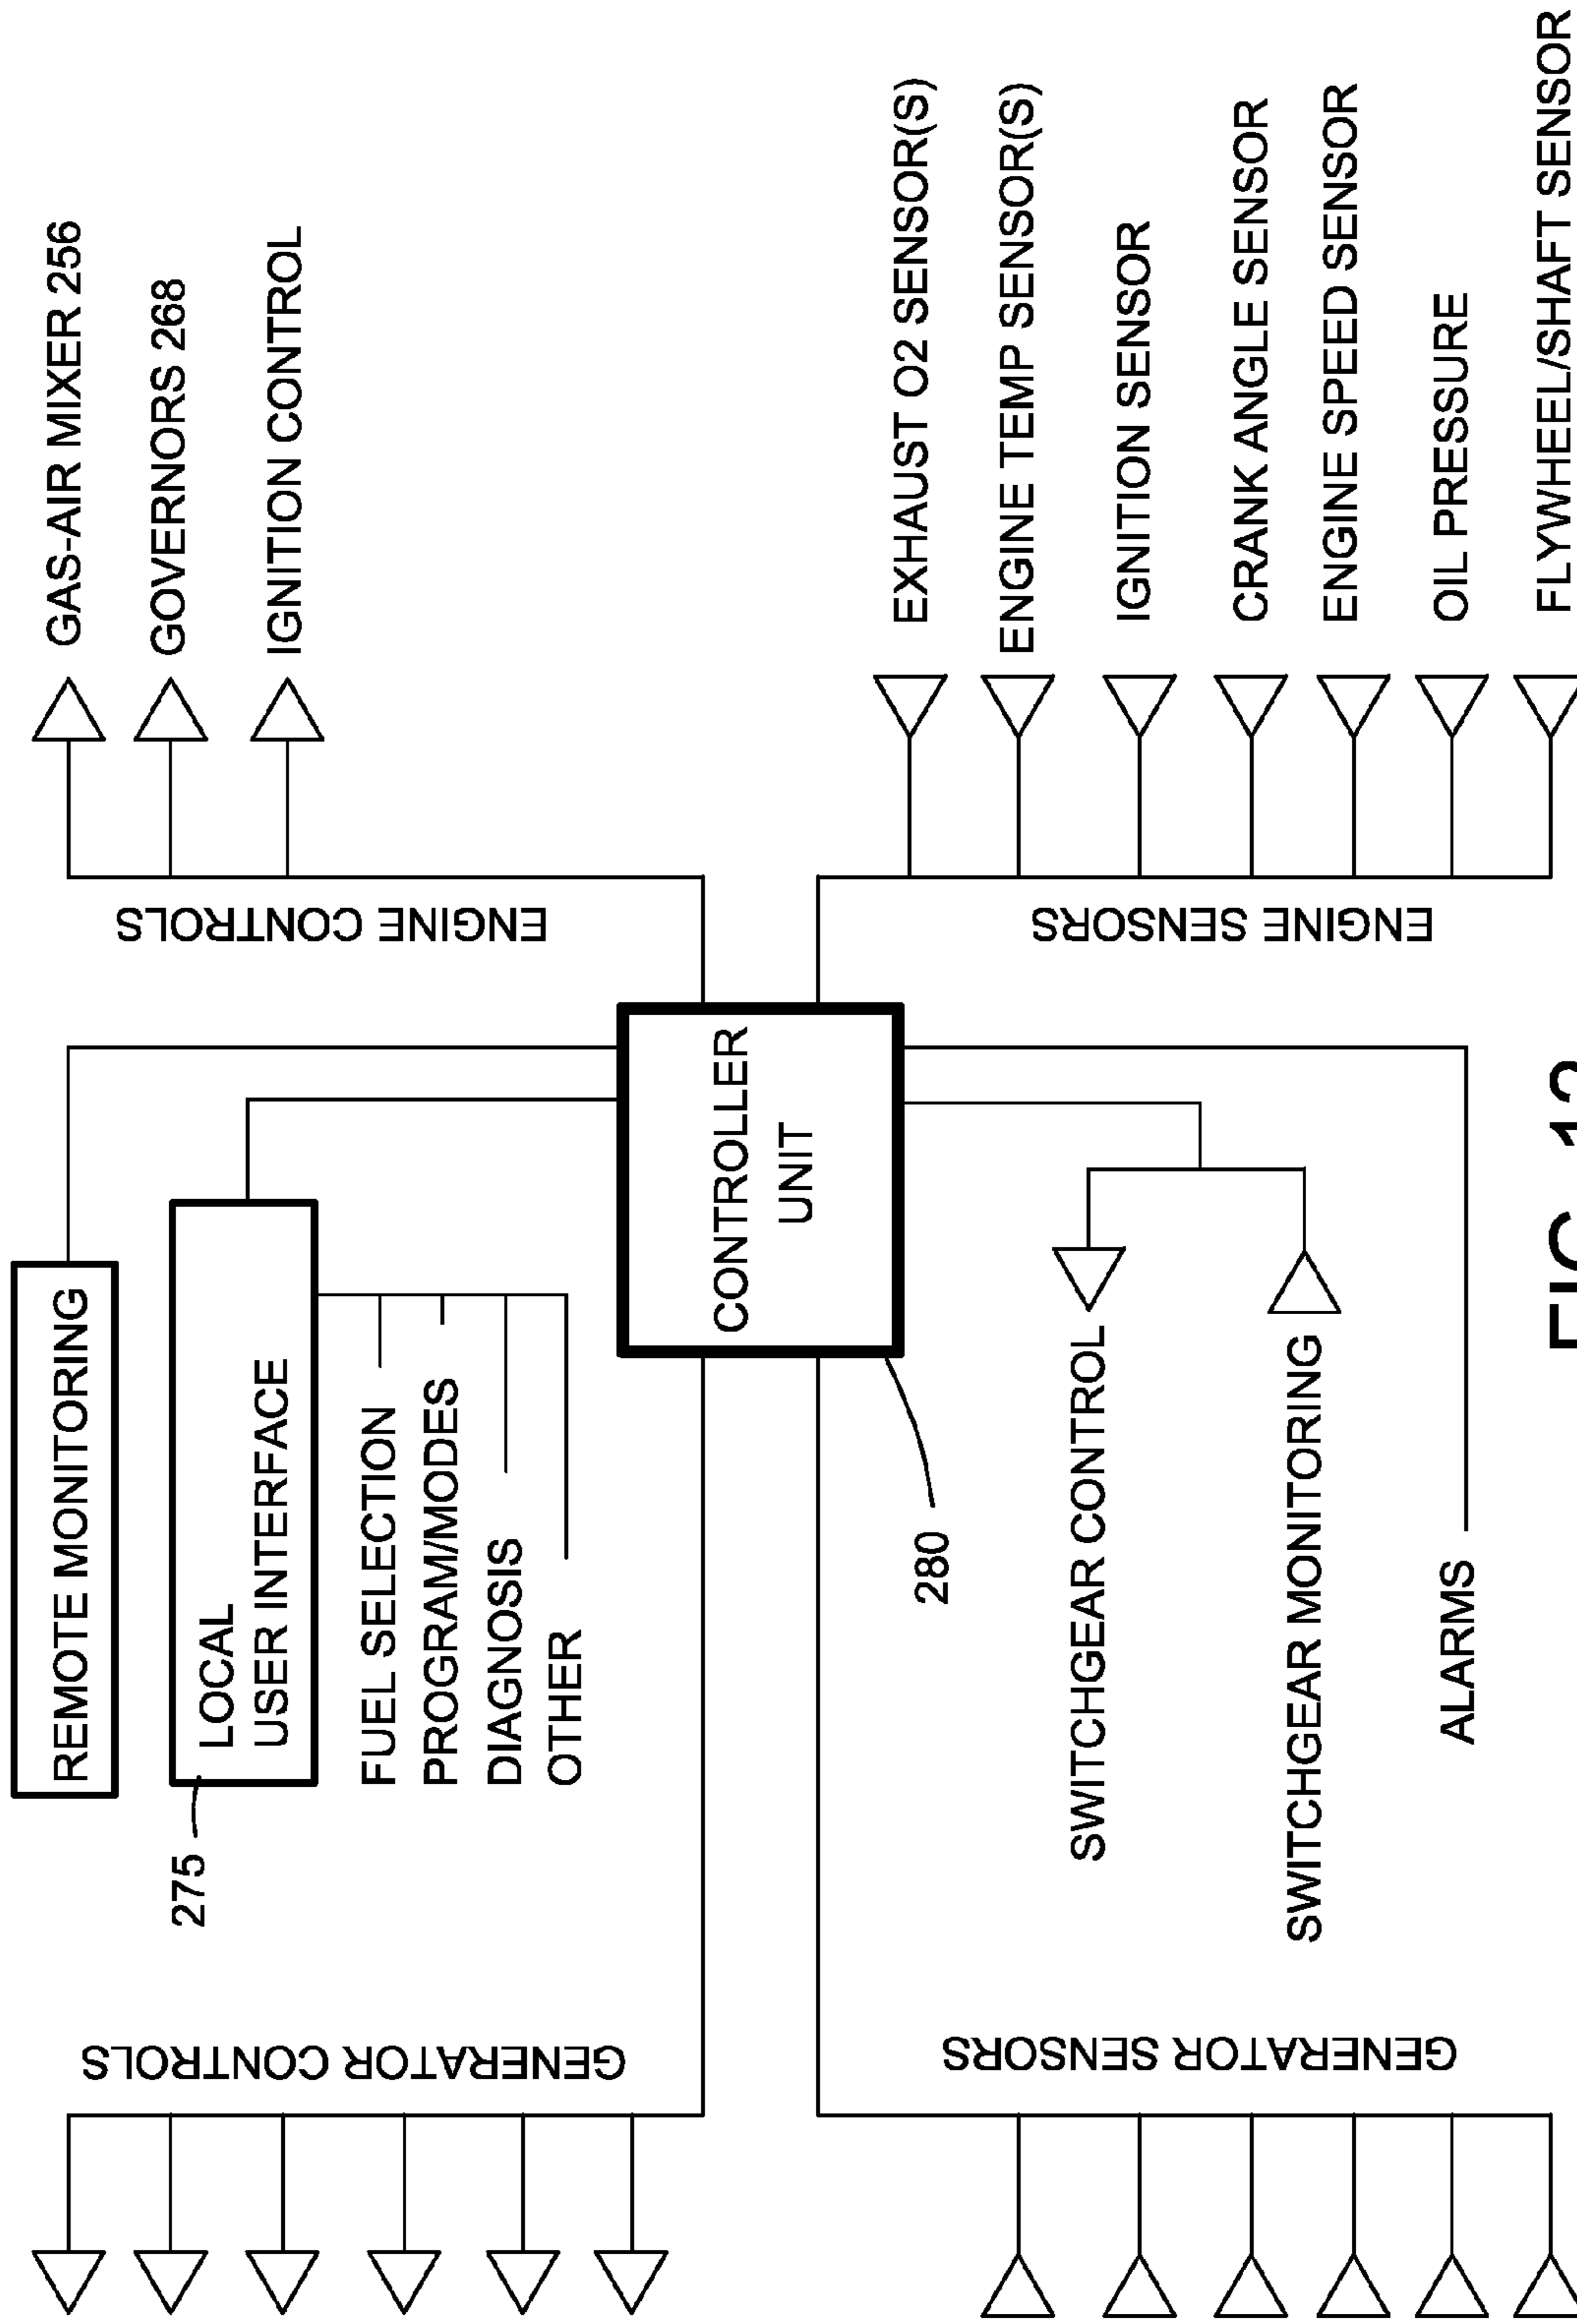 REMOTE MONITORING
275
LOCAL
USER INTERFACE
FUEL SELECTION
PROGRAM/MODES
DIAGNOSIS
OTHER
GENERATOR CONTROLS
ENGINE CONTROLS
GAS-AIR MIXER 256
GOVERNORS 268
IGNITION CONTROL
CONTROLLER
UNIT
280
GENERATOR SENSORS
SWITCHGEAR CONTROL
SWITCHGEAR MONITORING
ALARMS
ENGINE SENSORS
EXHAUST O2 SENSOR(S)
ENGINE TEMP SENSOR(S)
IGNITION SENSOR
CRANK ANGLE SENSOR
ENGINE SPEED SENSOR
OIL PRESSURE
FLYWHEEL/SHAFT SENSOR